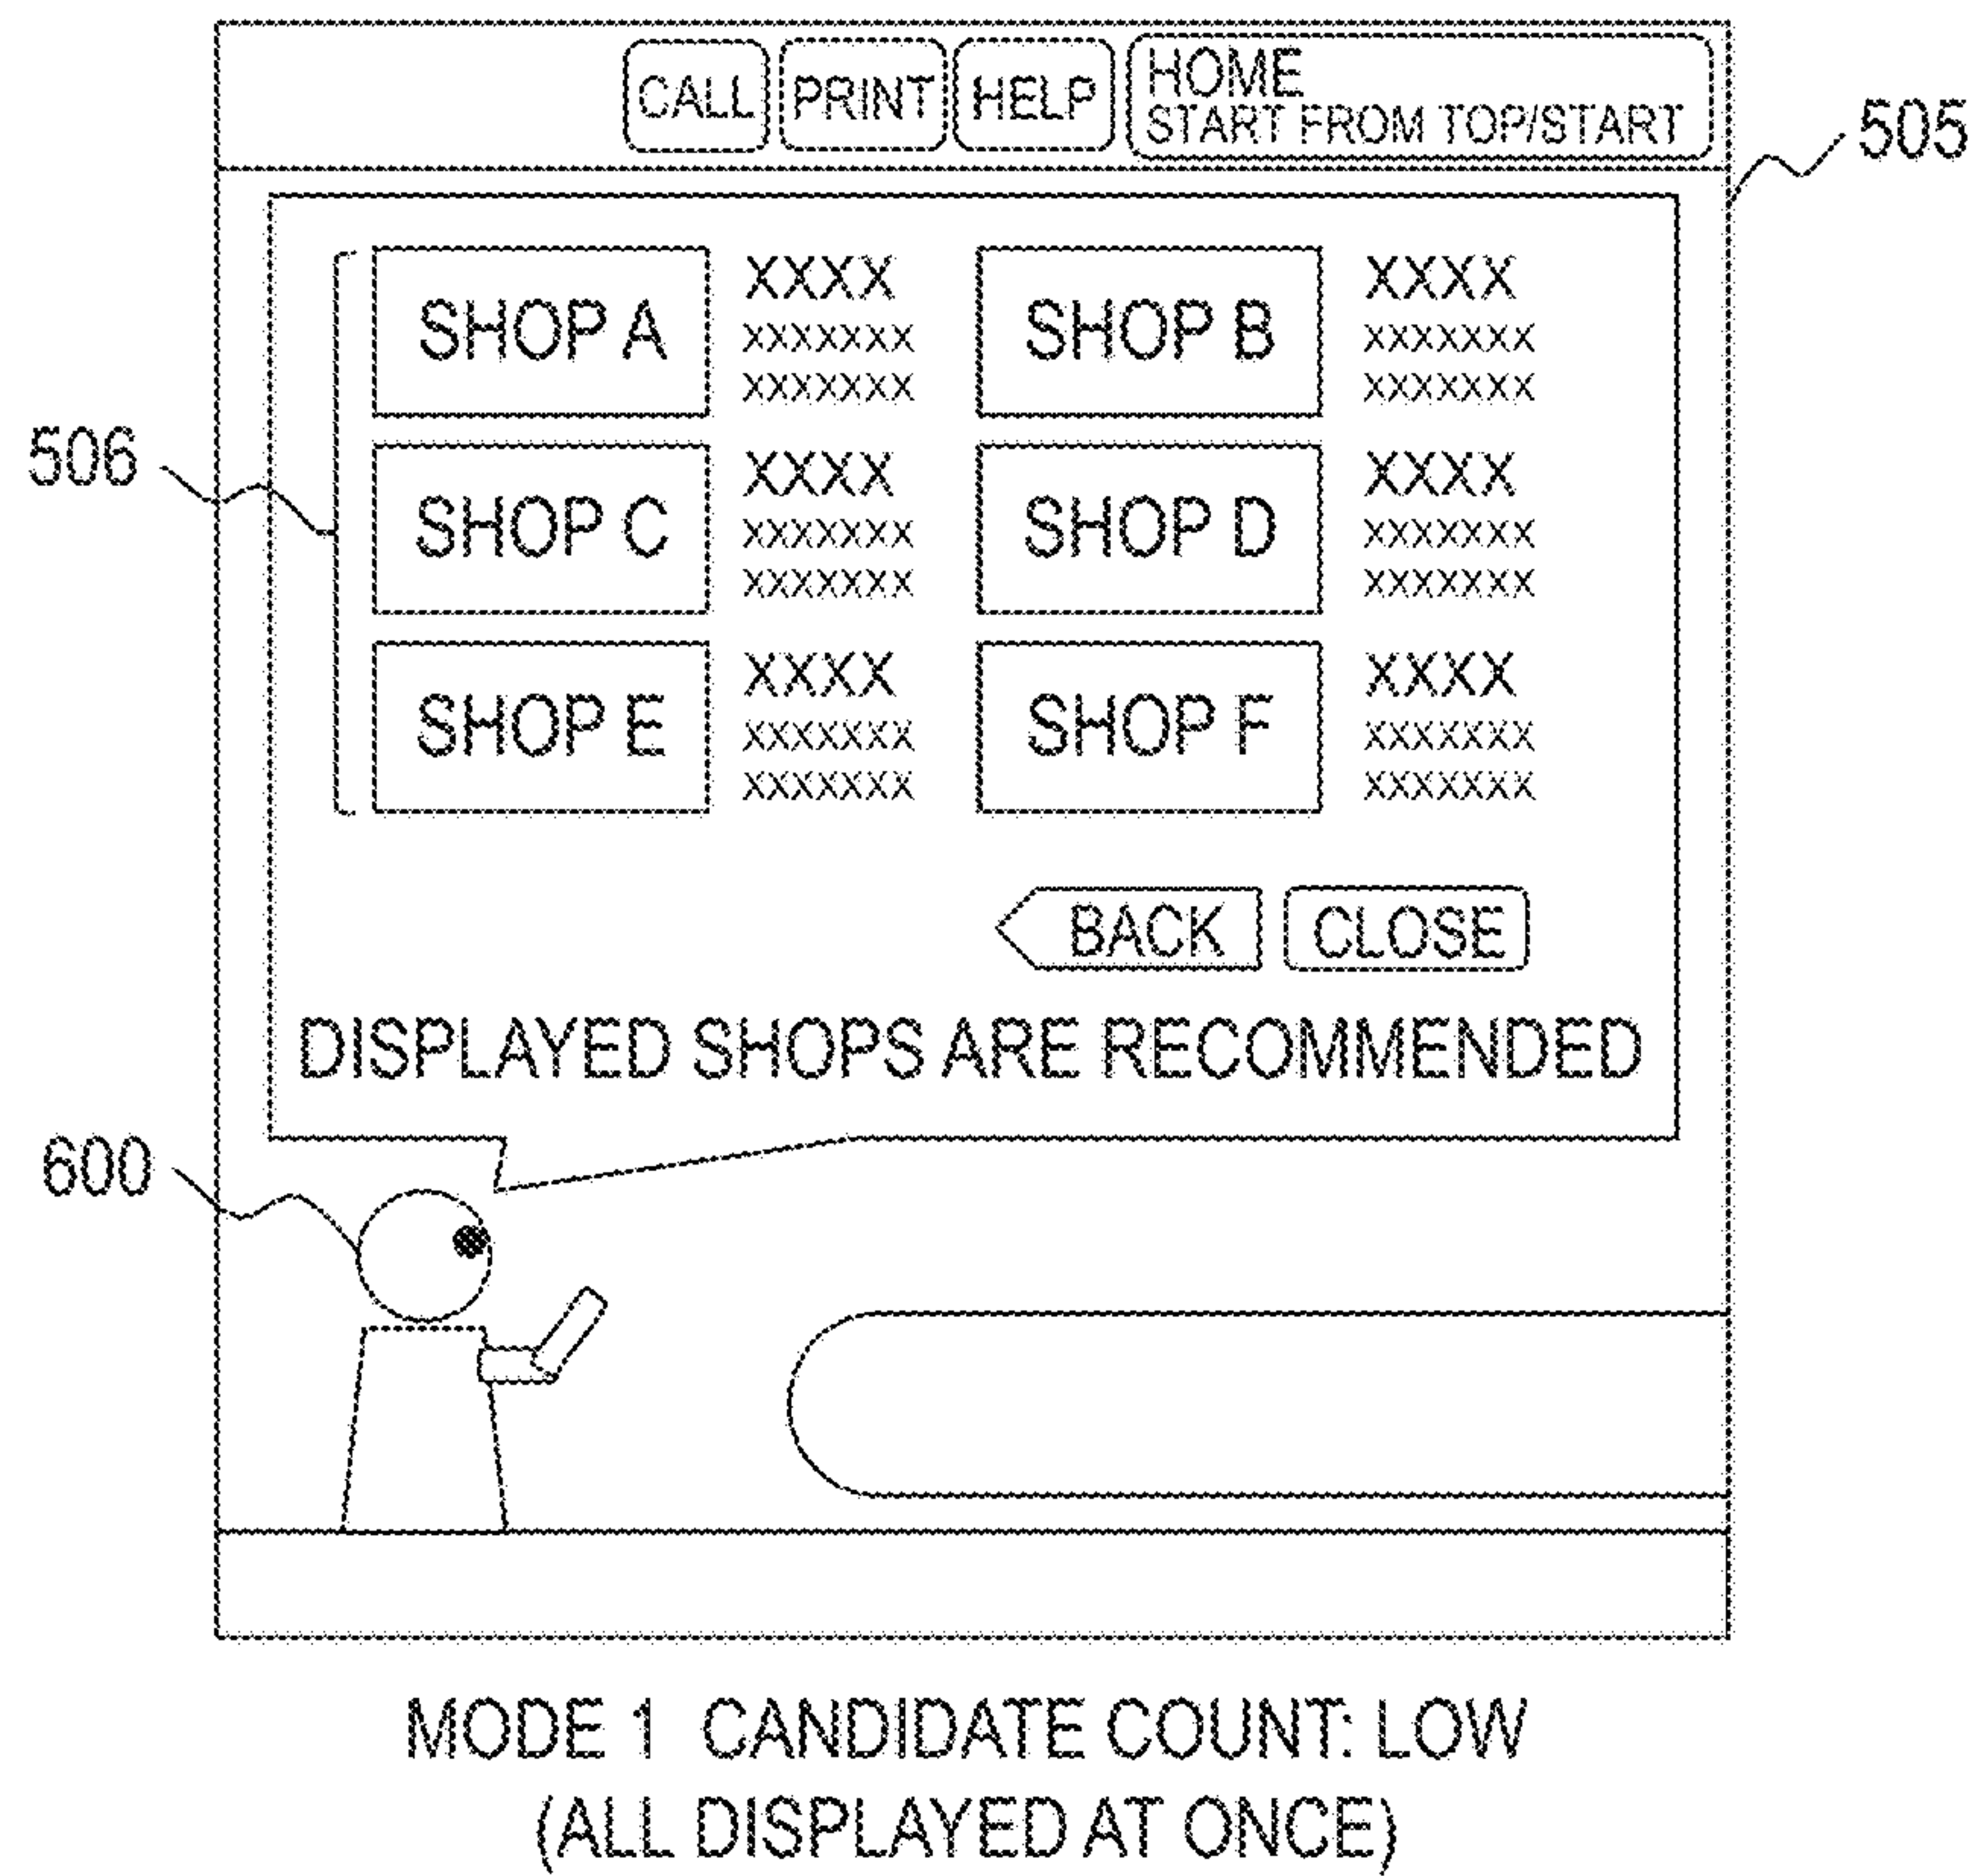 CALL PRINT HELP HOME
START FROM TOP/START
505
SHOP A XXXX SHOP B XXXX
XXXXXXX XXXXXXX
XXXXXXX XXXXXXX
506
SHOP C XXXX SHOP D XXXX
XXXXXXX XXXXXXX
XXXXXXX XXXXXXX
SHOP E XXXX SHOP F XXXX
XXXXXXX XXXXXXX
XXXXXXX XXXXXXX
BACK CLOSE
DISPLAYED SHOPS ARE RECOMMENDED
600
MODE 1 CANDIDATE COUNT: LOW
(ALL DISPLAYED AT ONCE)